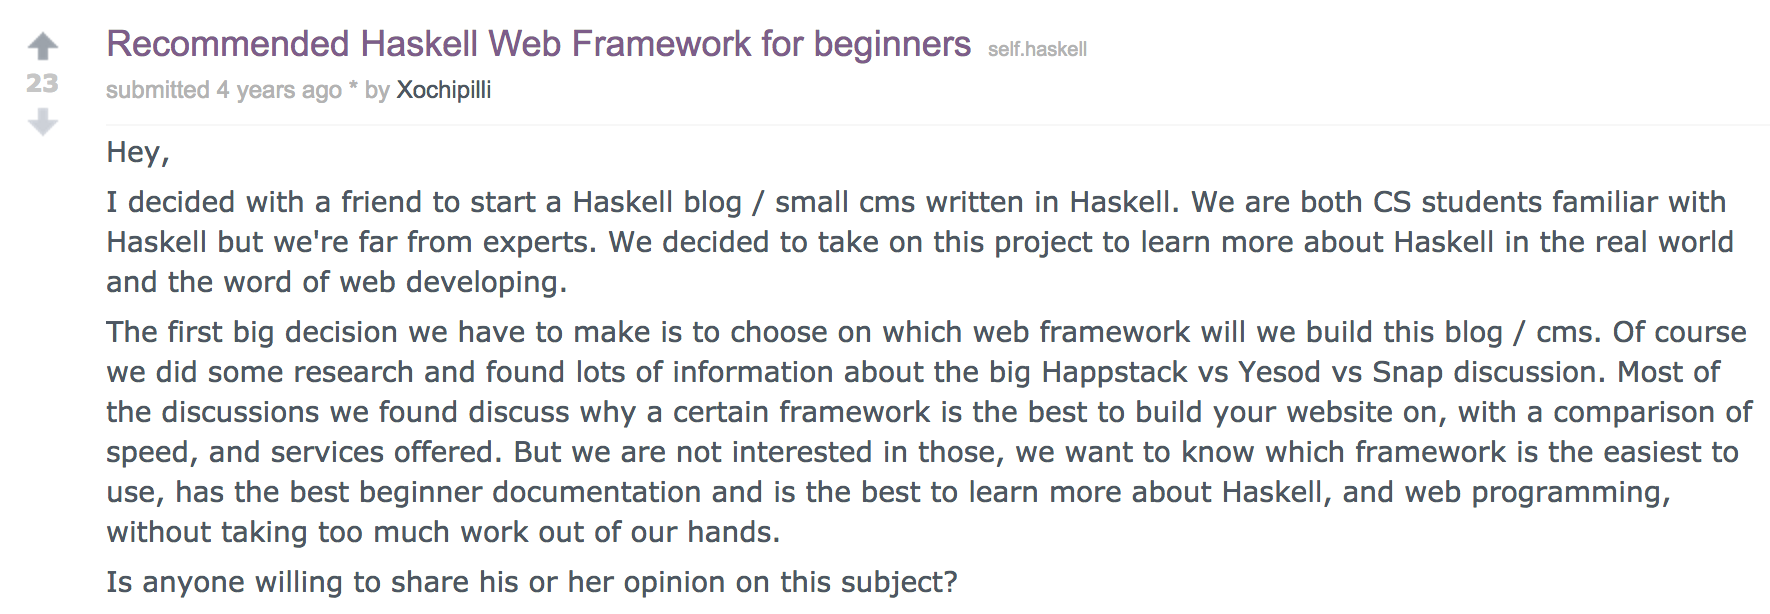 Recommended Haskell Web Framework for beginners self.haskell
23
submitted 4 years ago * by Xochipilli
Hey,
I decided with a friend to start a Haskell blog / small cms written in Haskell. We are both CS students familiar with
Haskell but we're far from experts. We decided to take on this project to learn more about Haskell in the real world
and the word of web developing.
The first big decision we have to make is to choose on which web framework will we build this blog / cms. Of course
we did some research and found lots of information about the big Happstack vs Yesod vs Snap discussion. Most of
the discussions we found discuss why a certain framework is the best to build your website on, with a comparison of
speed, and services offered. But we are not interested in those, we want to know which framework is the easiest to
use, has the best beginner documentation and is the best to learn more about Haskell, and web programming,
without taking too much work out of our hands.
Is anyone willing to share his or her opinion on this subject?